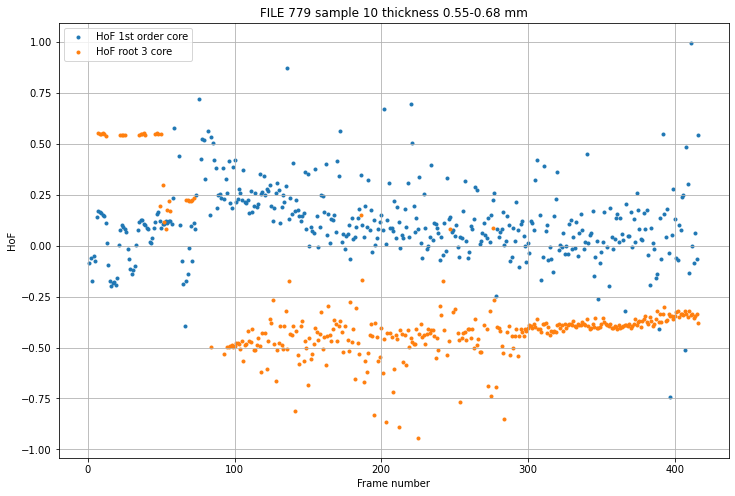 FILE 779 sample 10 thickness 0.55-0.68 mm
HoF 1st order core
HoF root 3 core
1.00
0.75
0.50
0.25
0.00
−0.25
−0.50
−0.75
−1.00
HoF
0 100 200 300 400
Frame number